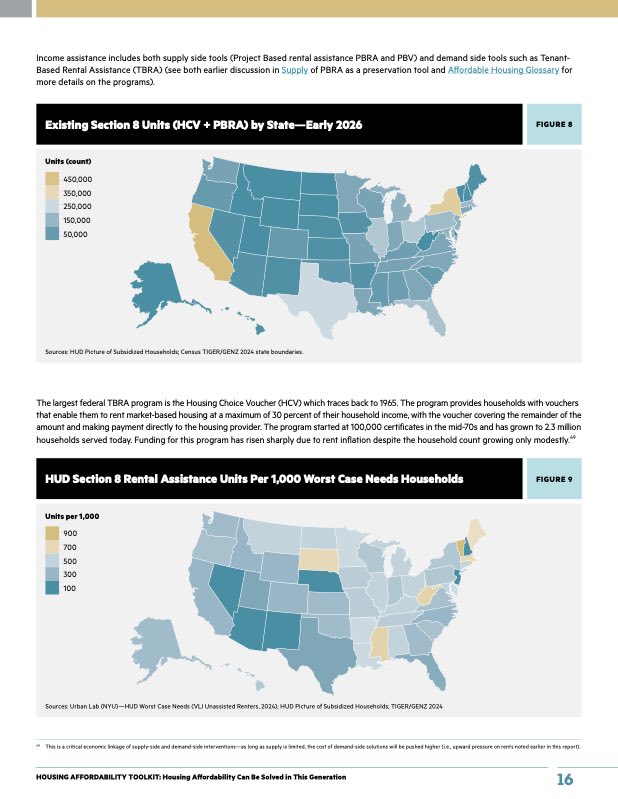 Income assistance includes both supply side tools (Project Based rental assistance PBRA and PBV) and demand side tools such as Tenant-
Based Rental Assistance (TBRA) (see both earlier discussion in Supply of PBRA as a preservation tool and Affordable Housing Glossary for
more details on the programs).
Existing Section 8 Units (HCV + PBRA) by State—Early 2026
FIGURE 8
Units (count)
450,000
350,000
250,000
150,000
50,000
Sources: HUD Picture of Subsidized Households; Census TIGER/GENZ 2024 state boundaries.
The largest federal TBRA program is the Housing Choice Voucher (HCV) which traces back to 1965. The program provides households with vouchers
that enable them to rent market-based housing at a maximum of 30 percent of their household income, with the voucher covering the remainder of the
amount and making payment directly to the housing provider. The program started at 100,000 certificates in the mid-70s and has grown to 2.3 million
households served today. Funding for this program has risen sharply due to rent inflation despite the household count growing only modestly.⁴⁹
HUD Section 8 Rental Assistance Units Per 1,000 Worst Case Needs Households
FIGURE 9
Units per 1,000
900
700
500
300
100
Sources: Urban Lab (NYU)—HUD Worst Case Needs (VLI Unassisted Renters, 2024); HUD Picture of Subsidized Households; TIGER/GENZ 2024
⁴⁹ This is a critical economic linkage of supply-side and demand-side interventions—as long as supply is limited, the cost of demand-side solutions will be pushed higher (i.e., upward pressure on rents noted earlier in this report).
HOUSING AFFORDABILITY TOOLKIT: Housing Affordability Can Be Solved in This Generation
16